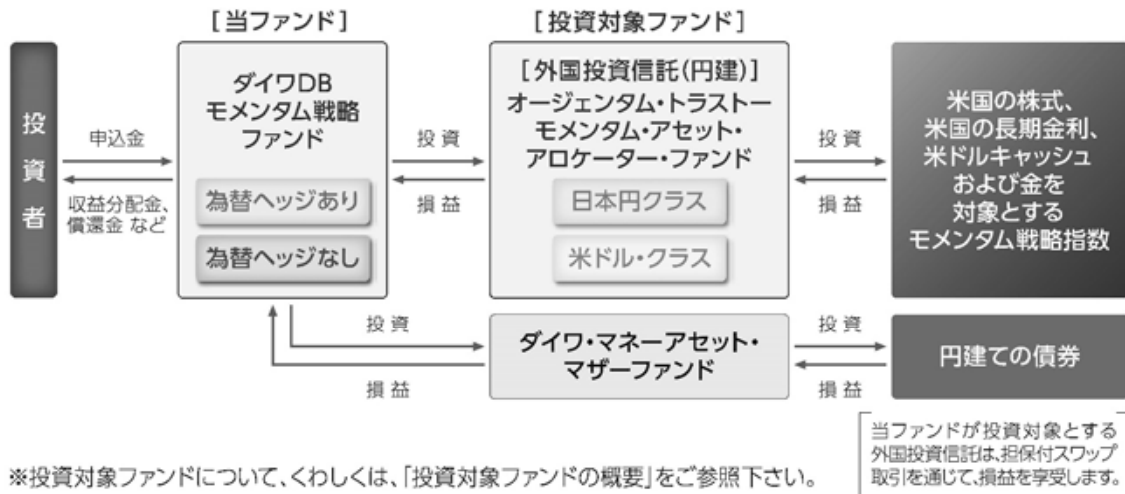 [当ファンド]
[投資対象ファンド]
投資者
申込金
収益分配金、
償還金 など
ダイワDB
モメンタム戦略
ファンド
為替ヘッジあり
為替ヘッジなし
投 資
損 益
[外国投資信託(円建)]
オージェンタム・トラスト－
モメンタム・アセット・
アロケーター・ファンド
日本円クラス
米ドル・クラス
投 資
損 益
米国の株式、
米国の長期金利、
米ドルキャッシュ
および金を
対象とする
モメンタム戦略指数
投 資
損 益
ダイワ・マネーアセット・
マザーファンド
投 資
損 益
円建ての債券
当ファンドが投資対象とする
外国投資信託は、担保付スワップ
取引を通じて、損益を享受します。
※投資対象ファンドについて、くわしくは、「投資対象ファンドの概要」をご参照下さい。